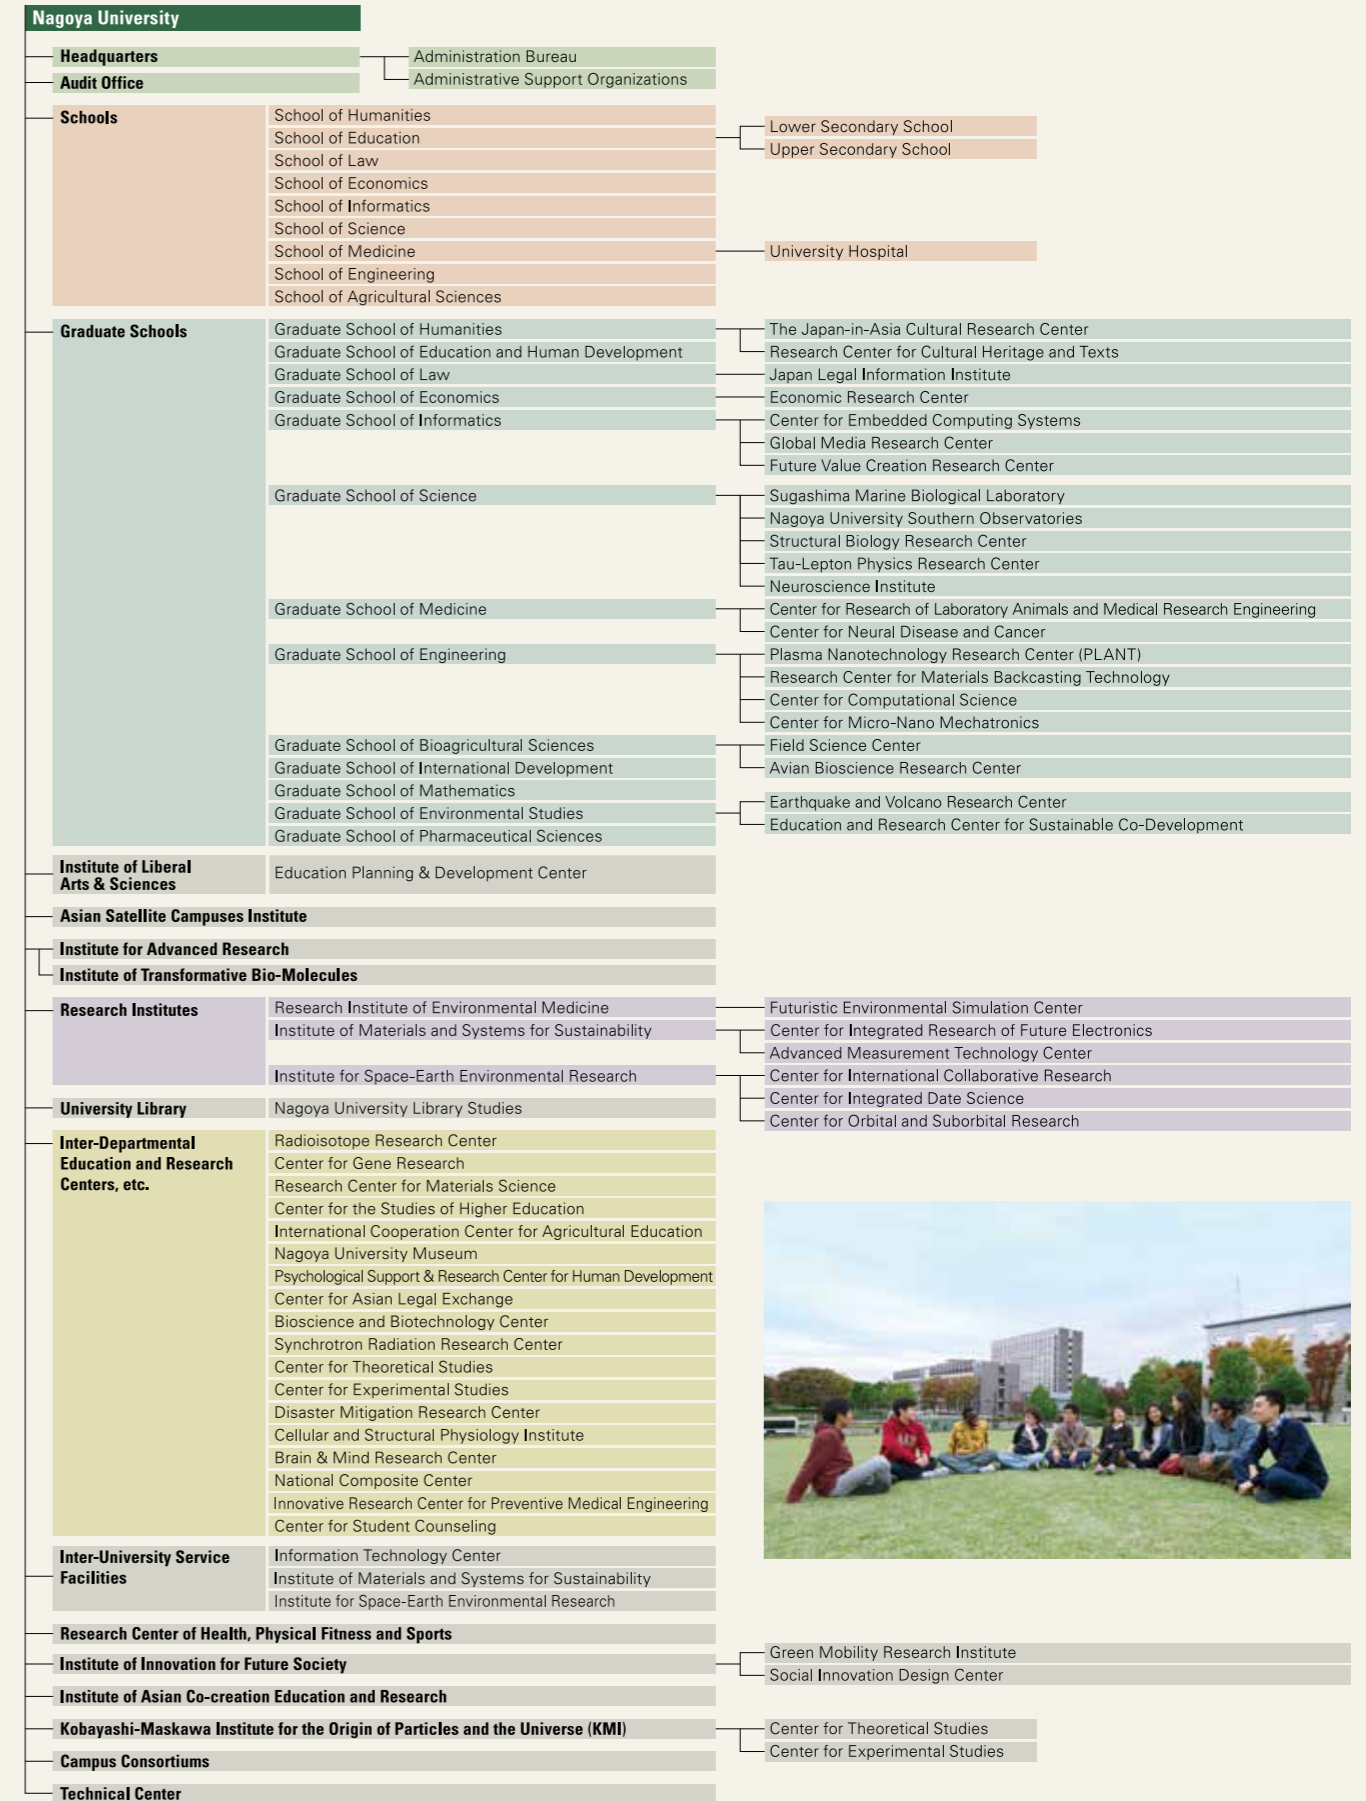 Nagoya University
Headquarters
Administration Bureau
Audit Office
Administrative Support Organizations
Schools
School of Humanities
School of Education
Lower Secondary School
Upper Secondary School
School of Law
School of Economics
School of Informatics
School of Science
School of Medicine
University Hospital
School of Engineering
School of Agricultural Sciences
Graduate Schools
Graduate School of Humanities
The Japan-in-Asia Cultural Research Center
Graduate School of Education and Human Development
Research Center for Cultural Heritage and Texts
Graduate School of Law
Japan Legal Information Institute
Graduate School of Economics
Economic Research Center
Graduate School of Informatics
Center for Embedded Computing Systems
Global Media Research Center
Future Value Creation Research Center
Graduate School of Science
Sugashima Marine Biological Laboratory
Nagoya University Southern Observatories
Structural Biology Research Center
Tau-Lepton Physics Research Center
Neuroscience Institute
Graduate School of Medicine
Center for Research of Laboratory Animals and Medical Research Engineering
Center for Neural Disease and Cancer
Graduate School of Engineering
Plasma Nanotechnology Research Center (PLANT)
Research Center for Materials Backcasting Technology
Center for Computational Science
Center for Micro-Nano Mechatronics
Graduate School of Bioagricultural Sciences
Field Science Center
Graduate School of International Development
Avian Bioscience Research Center
Graduate School of Mathematics
Graduate School of Environmental Studies
Earthquake and Volcano Research Center
Education and Research Center for Sustainable Co-Development
Graduate School of Pharmaceutical Sciences
Institute of Liberal
Arts & Sciences
Education Planning & Development Center
Asian Satellite Campuses Institute
Institute for Advanced Research
Institute of Transformative Bio-Molecules
Research Institutes
Research Institute of Environmental Medicine
Futuristic Environmental Simulation Center
Institute of Materials and Systems for Sustainability
Center for Integrated Research of Future Electronics
Advanced Measurement Technology Center
Institute for Space-Earth Environmental Research
Center for International Collaborative Research
Center for Integrated Date Science
Center for Orbital and Suborbital Research
University Library
Nagoya University Library Studies
Inter-Departmental
Education and Research
Centers, etc.
Radioisotope Research Center
Center for Gene Research
Research Center for Materials Science
Center for the Studies of Higher Education
International Cooperation Center for Agricultural Education
Nagoya University Museum
Psychological Support & Research Center for Human Development
Center for Asian Legal Exchange
Bioscience and Biotechnology Center
Synchrotron Radiation Research Center
Center for Theoretical Studies
Center for Experimental Studies
Disaster Mitigation Research Center
Cellular and Structural Physiology Institute
Brain & Mind Research Center
National Composite Center
Innovative Research Center for Preventive Medical Engineering
Center for Student Counseling
Inter-University Service
Facilities
Information Technology Center
Institute of Materials and Systems for Sustainability
Institute for Space-Earth Environmental Research
Research Center of Health, Physical Fitness and Sports
Institute of Innovation for Future Society
Green Mobility Research Institute
Social Innovation Design Center
Institute of Asian Co-creation Education and Research
Kobayashi-Maskawa Institute for the Origin of Particles and the Universe (KMI)
Center for Theoretical Studies
Center for Experimental Studies
Campus Consortiums
Technical Center